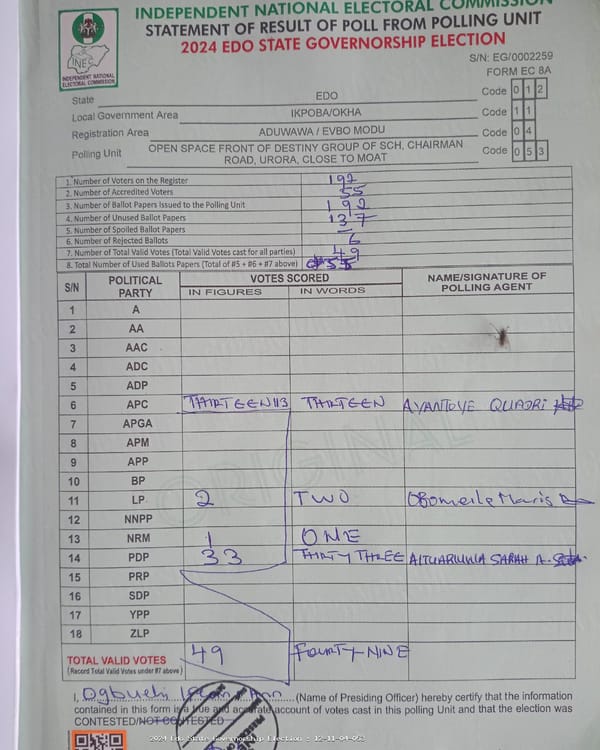 INDEPENDENT NATIONAL ELECTORAL COMMISSION
STATEMENT OF RESULT OF POLL FROM POLLING UNIT
2024 EDO STATE GOVERNORSHIP ELECTION
INEC
INDEPENDENT NATIONAL ELECTORAL COMMISSION
S/N: EG/0002259
FORM EC 8A
State EDO Code 0 1 2
Local Government Area IKPOBA/OKHA Code 1 1
Registration Area ADUWAWA / EVBO MODU Code 0 4
Polling Unit OPEN SPACE FRONT OF DESTINY GROUP OF SCH, CHAIRMAN ROAD, URORA, CLOSE TO MOAT Code 0 5 3
1. Number of Voters on the Register 192
2. Number of Accredited Voters 55
3. Number of Ballot Papers Issued to the Polling Unit 192
4. Number of Unused Ballot Papers 137
5. Number of Spoiled Ballot Papers –
6. Number of Rejected Ballots 6
7. Number of Total Valid Votes (Total Valid Votes cast for all parties) 49
8. Total Number of Used Ballots Papers (Total of #5 + #6 + #7 above) 55
S/N POLITICAL PARTY VOTES SCORED NAME/SIGNATURE OF POLLING AGENT
IN FIGURES IN WORDS
1 A
2 AA
3 AAC
4 ADC
5 ADP
6 APC THIRTEEN 13 THIRTEEN AYANTOYE QUADRI
7 APGA
8 APM
9 APP
10 BP
11 LP 2 TWO
12 NNPP
13 NRM 1 ONE
14 PDP 33 THIRTY THREE SARAH A.
15 PRP
16 SDP
17 YPP
18 ZLP
TOTAL VALID VOTES 49 FOURTY-NINE
(Record Total Valid Votes under #7 above)
ORIGINAL
I, Ogbuehi Ann (Name of Presiding Officer) hereby certify that the information
contained in this form is a true and accurate account of votes cast in this polling Unit and that the election was
CONTESTED/NOT CONTESTED
2024 Edo State Governorship Election : 12-11-04-053